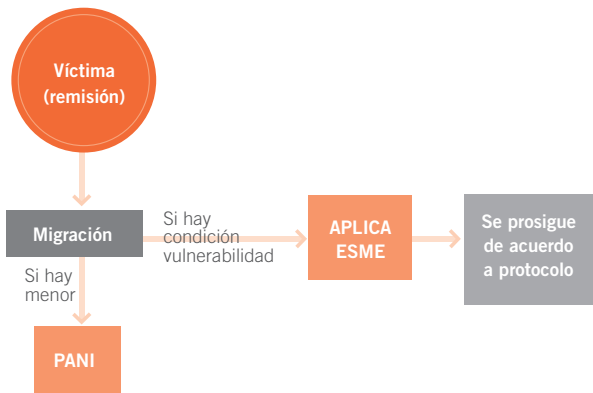 Víctima
(remisión)
Migración
Si hay
condición
vulnerabilidad
APLICA
ESME
Se prosigue
de acuerdo
a protocolo
Si hay
menor
PANI